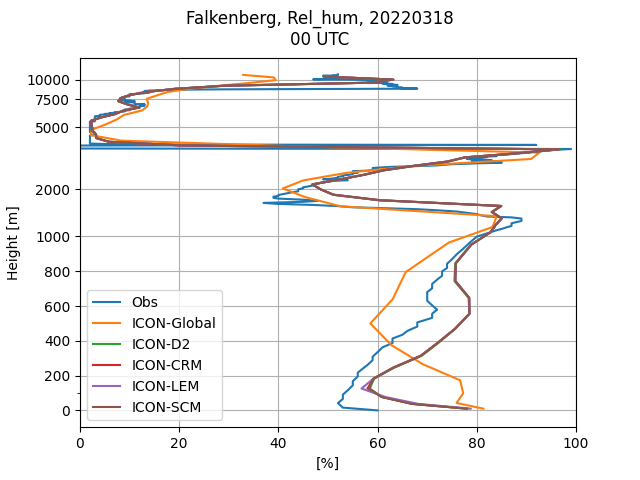 Falkenberg, Rel_hum, 20220318
00 UTC
10000
7500
5000
2000
1000
800
600
400
200
0
Height [m]
Obs
ICON-Global
ICON-D2
ICON-CRM
ICON-LEM
ICON-SCM
0
20
40
60
80
100
[%]